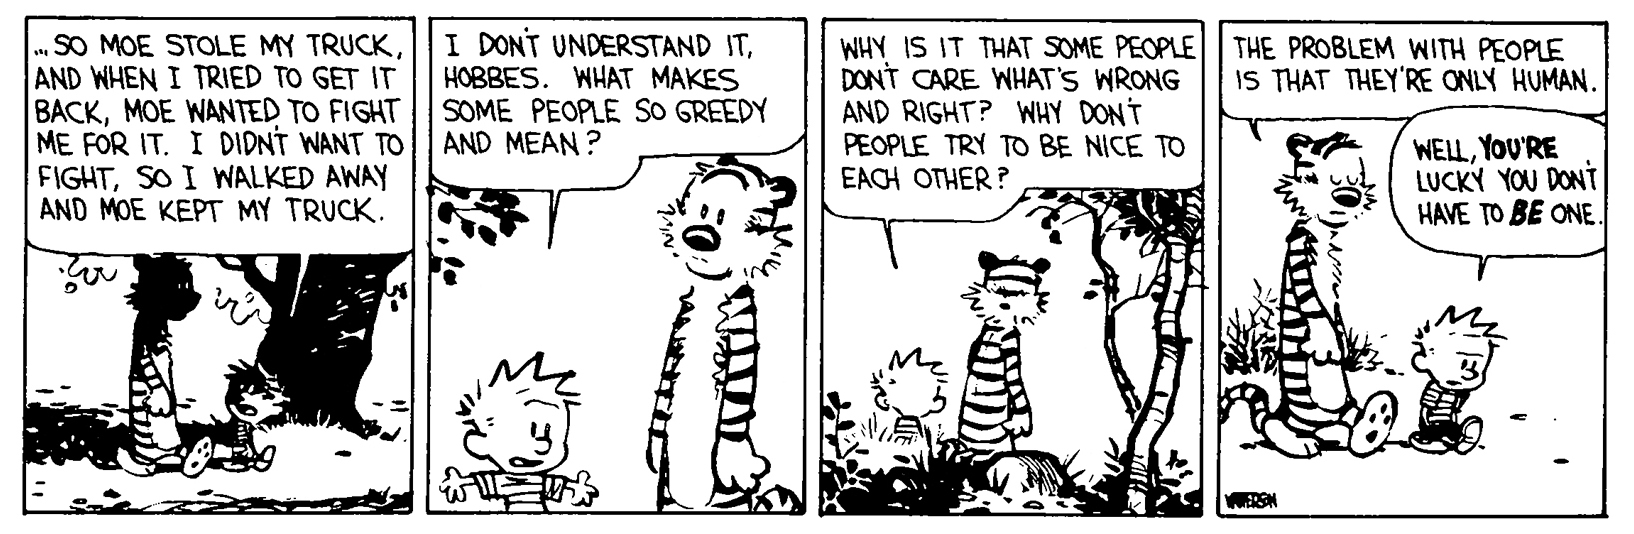 ...SO MOE STOLE MY TRUCK,
AND WHEN I TRIED TO GET IT
BACK, MOE WANTED TO FIGHT
ME FOR IT. I DIDN'T WANT TO
FIGHT, SO I WALKED AWAY
AND MOE KEPT MY TRUCK.
I DON'T UNDERSTAND IT,
HOBBES. WHAT MAKES
SOME PEOPLE SO GREEDY
AND MEAN?
WHY IS IT THAT SOME PEOPLE
DON'T CARE WHAT'S WRONG
AND RIGHT? WHY DON'T
PEOPLE TRY TO BE NICE TO
EACH OTHER?
THE PROBLEM WITH PEOPLE
IS THAT THEY'RE ONLY HUMAN.
WELL, YOU'RE
LUCKY YOU DON'T
HAVE TO BE ONE.
WATTERSON